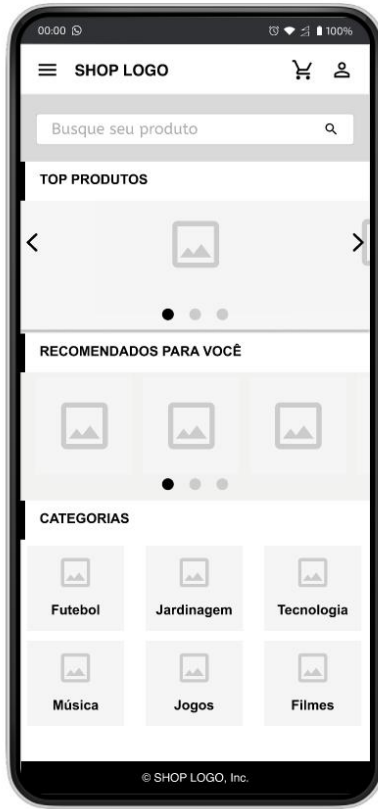 00:00
100%
SHOP LOGO
Busque seu produto
TOP PRODUTOS
RECOMENDADOS PARA VOCÊ
CATEGORIAS
Futebol Jardinagem Tecnologia
Música Jogos Filmes
© SHOP LOGO, Inc.